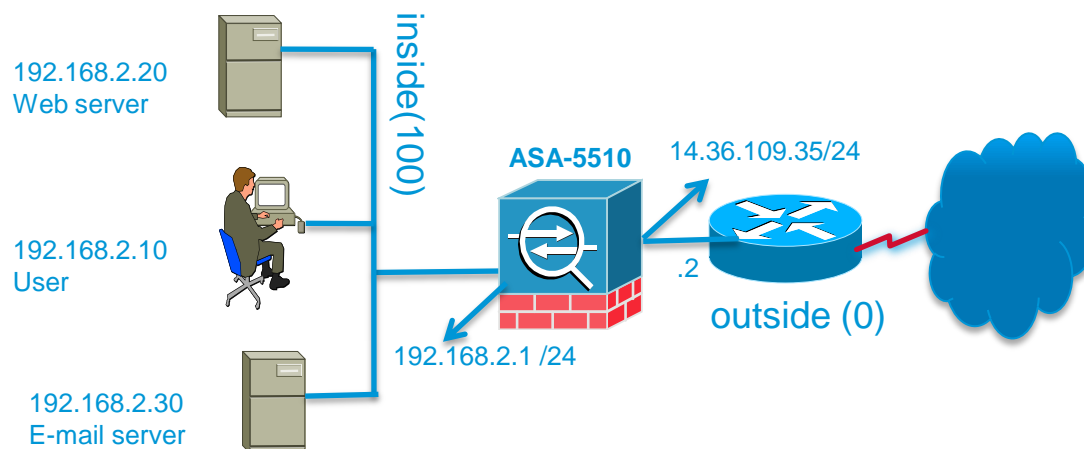 192.168.2.20
Web server
inside(100)
ASA-5510
14.36.109.35/24
192.168.2.10
User
.2
outside (0)
192.168.2.1 /24
192.168.2.30
E-mail server